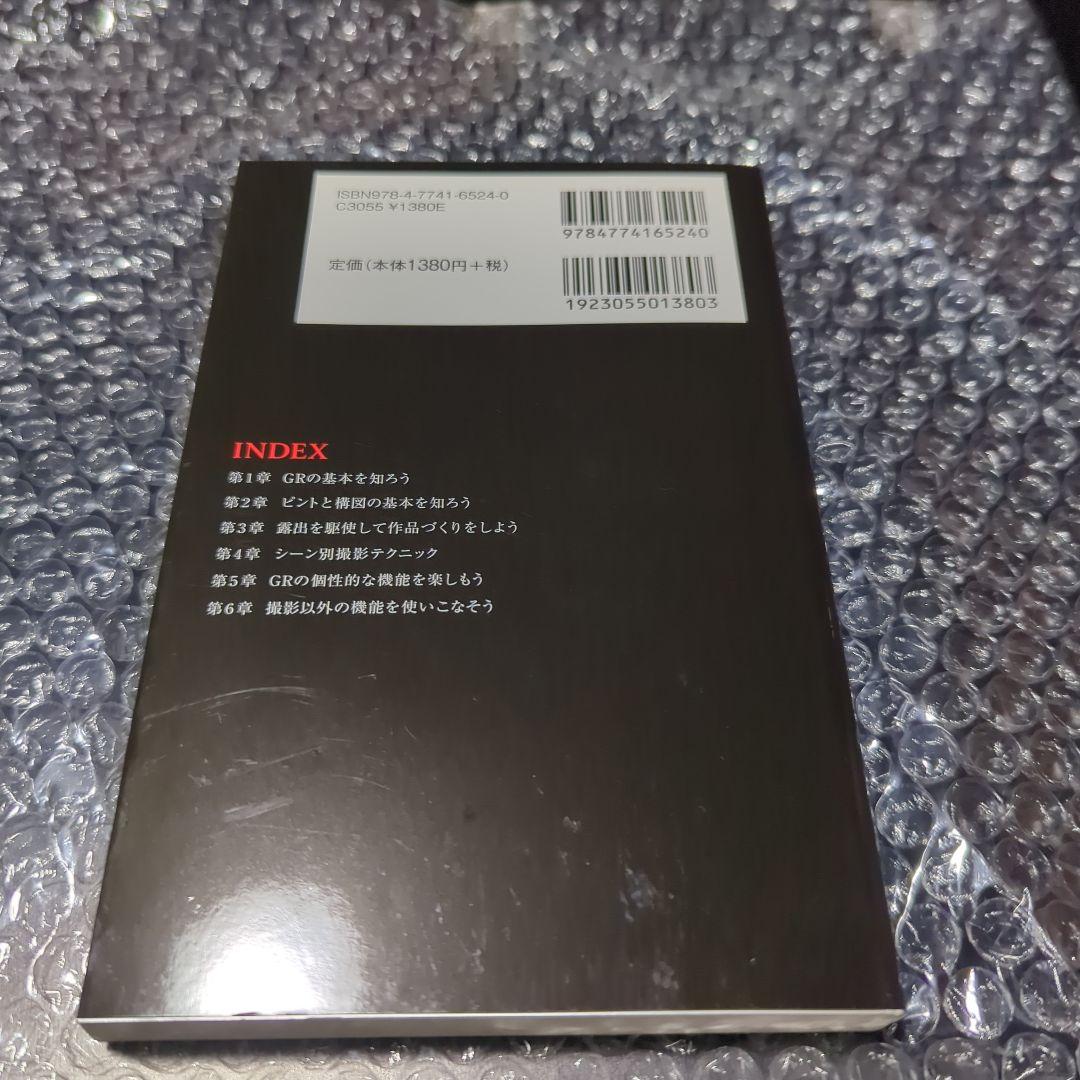 ISBN978-4-7741-6524-0
C3055 ¥1380E
定価(本体1380円+税)
9784774165240
1923055013803
INDEX
第1章 GRの基本を知ろう
第2章 ピントと構図の基本を知ろう
第3章 露出を駆使して作品づくりをしよう
第4章 シーン別撮影テクニック
第5章 GRの個性的な機能を楽しもう
第6章 撮影以外の機能を使いこなそう